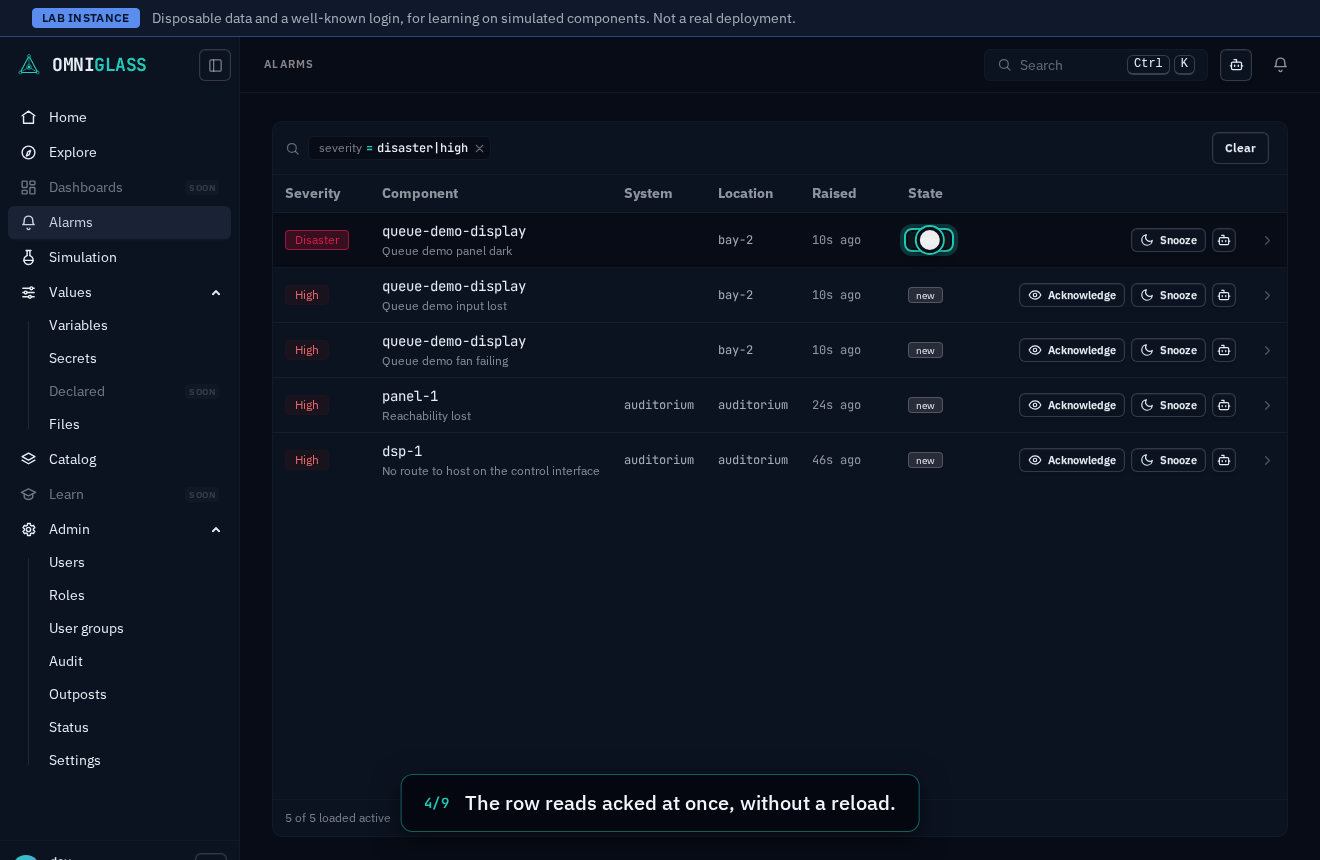 LAB INSTANCE Disposable data and a well-known login, for learning on simulated components. Not a real deployment.
OMNIGLASS
ALARMS
Search Ctrl K
Home
Explore
Dashboards SOON
Alarms
Simulation
Values
Variables
Secrets
Declared SOON
Files
Catalog
Learn SOON
Admin
Users
Roles
User groups
Audit
Outposts
Status
Settings
severity = disaster|high
Clear
Severity Component System Location Raised State
Disaster queue-demo-display bay-2 10s ago Snooze
Queue demo panel dark
High queue-demo-display bay-2 10s ago new Acknowledge Snooze
Queue demo input lost
High queue-demo-display bay-2 10s ago new Acknowledge Snooze
Queue demo fan failing
High panel-1 auditorium auditorium 24s ago new Acknowledge Snooze
Reachability lost
High dsp-1 auditorium auditorium 46s ago new Acknowledge Snooze
No route to host on the control interface
5 of 5 loaded active
4/9 The row reads acked at once, without a reload.